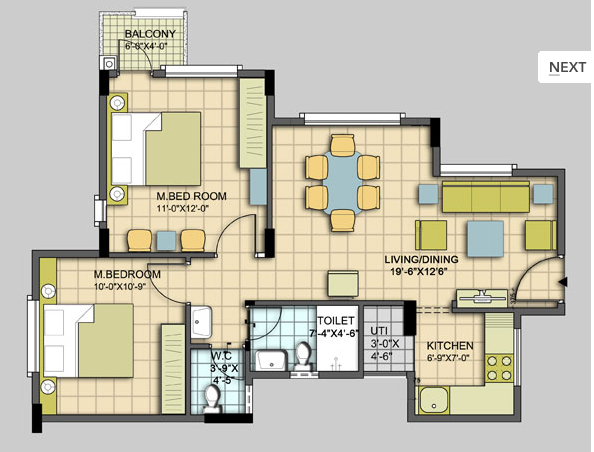 BALCONY
6'-6"X4'-0"
NEXT
M.BED ROOM
11'-0"X12'-0"
LIVING/DINING
19'-6"X12'6"
M.BEDROOM
10'-0"X10'-9"
TOILET
7'-4"X4'-6"
UTI
3'-0"X
4'-6"
KITCHEN
6'-9"X7'-0"
W.C
3'-9"X
4'-5